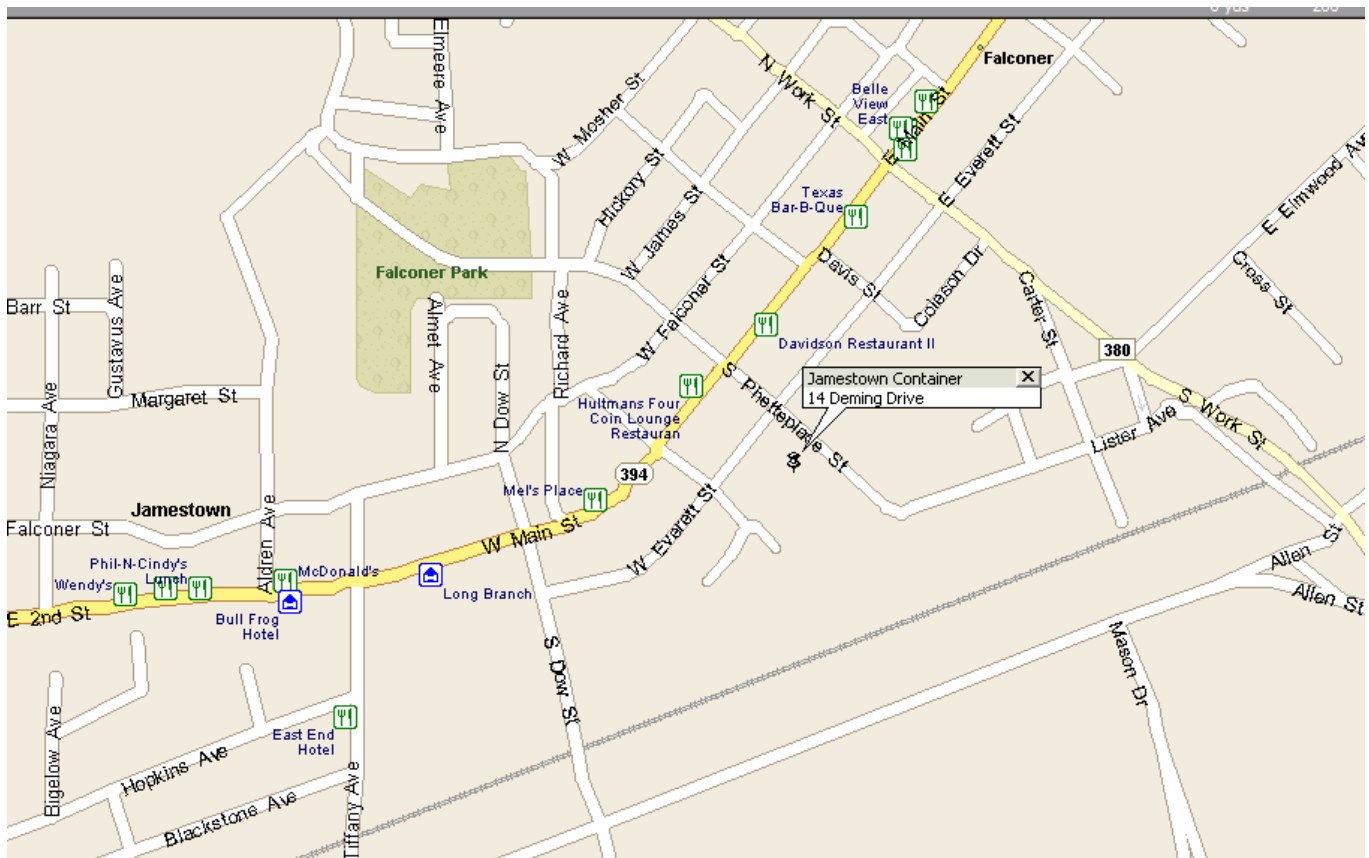 Elmeere Ave
Falconer
N Work St
W Mosher St
Belle
View
East
E Main St
E Everett St
E Elmwood Av
Hickory St
Texas
Bar-B-Que
W James St
Falconer Park
Davis St
Coleson Dr
Cross St
Gustavus Ave
Barr St
Almet Ave
Richard Ave
W Falconer St
Carter St
Davidson Restaurant II
380
Jamestown Container
14 Deming Drive
S Phetteplace St
Margaret St
Niagara Ave
N Dow St
Hultmans Four
Coin Lounge
Restauran
S Work St
Lister Ave
394
Mel's Place
Jamestown
Falconer St
Aldren Ave
W Main St
W Everett St
Allen St
Allen St
Phil-N-Cindy's
Lunch
Wendy's
McDonald's
Long Branch
E 2nd St
Bull Frog
Hotel
S Dow St
Mason Dr
Bigelow Ave
East End
Hotel
Hopkins Ave
Blackstone Ave
Tiffany Ave